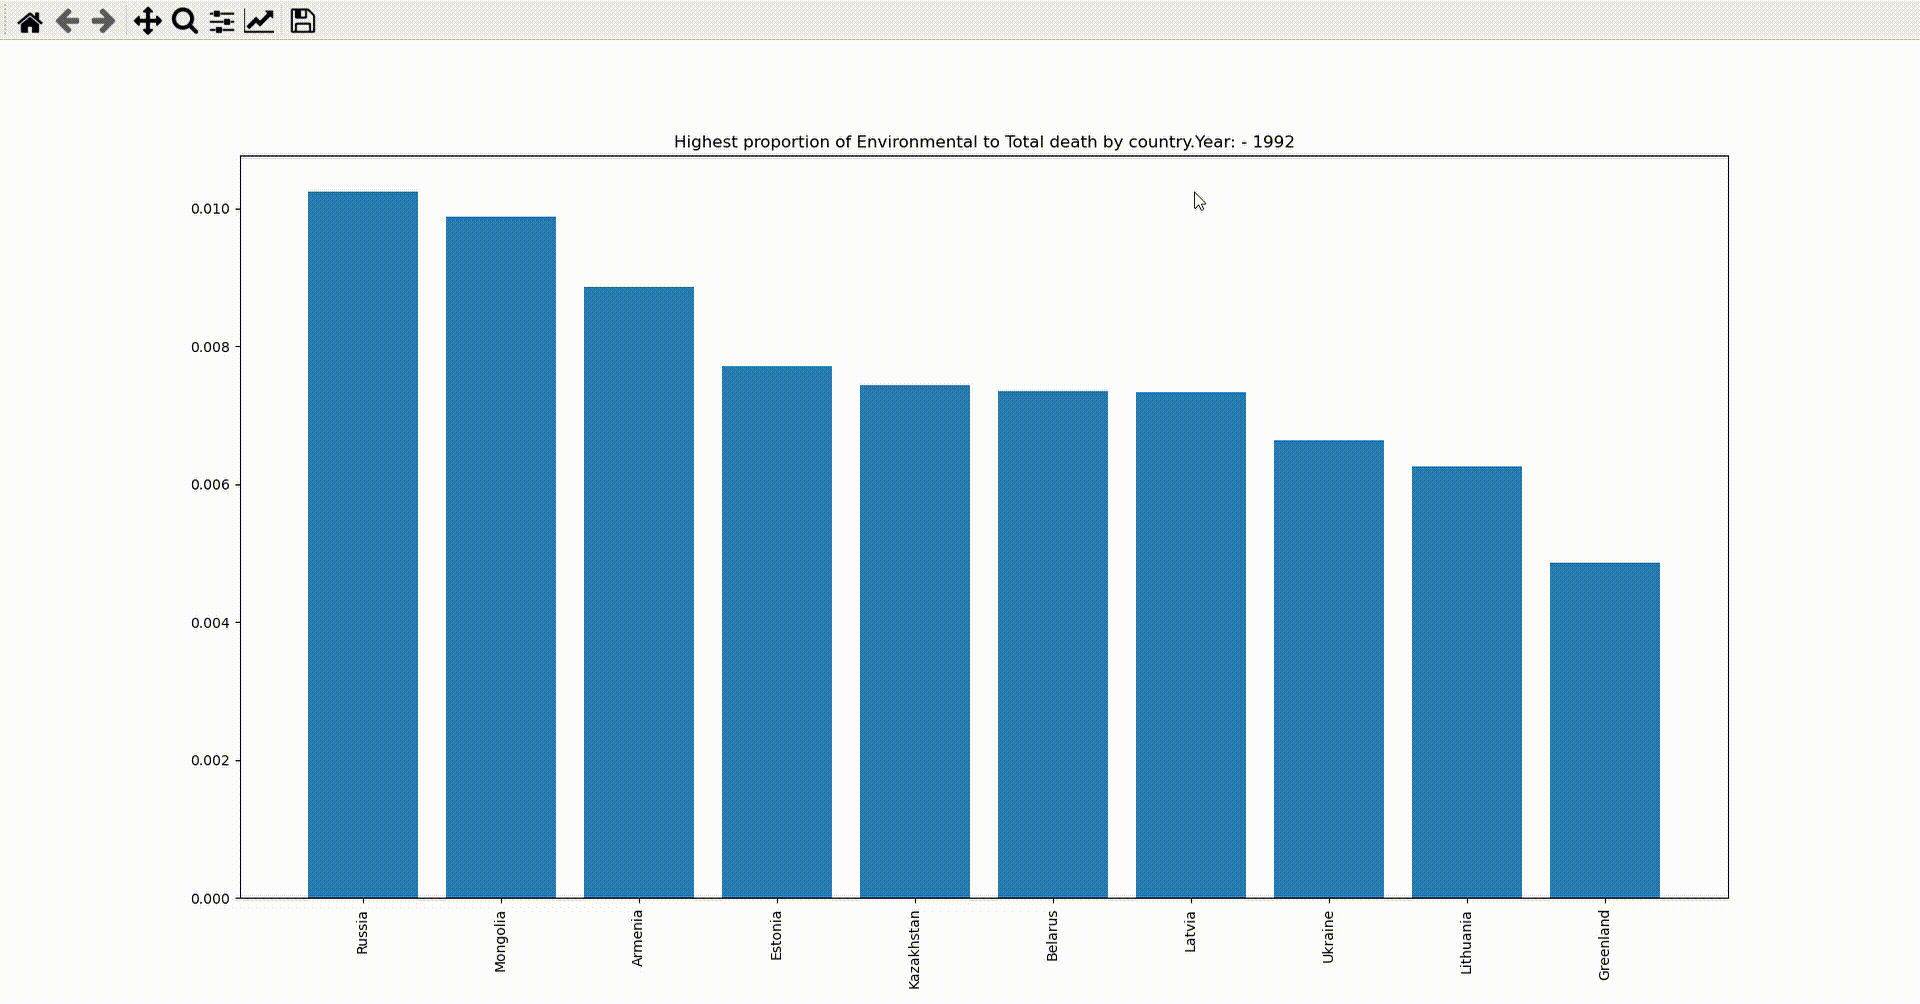 Highest proportion of Environmental to Total death by country.Year: - 1992
0.010
0.008
0.006
0.004
0.002
0.000
Russia
Mongolia
Armenia
Estonia
Kazakhstan
Belarus
Latvia
Ukraine
Lithuania
Greenland